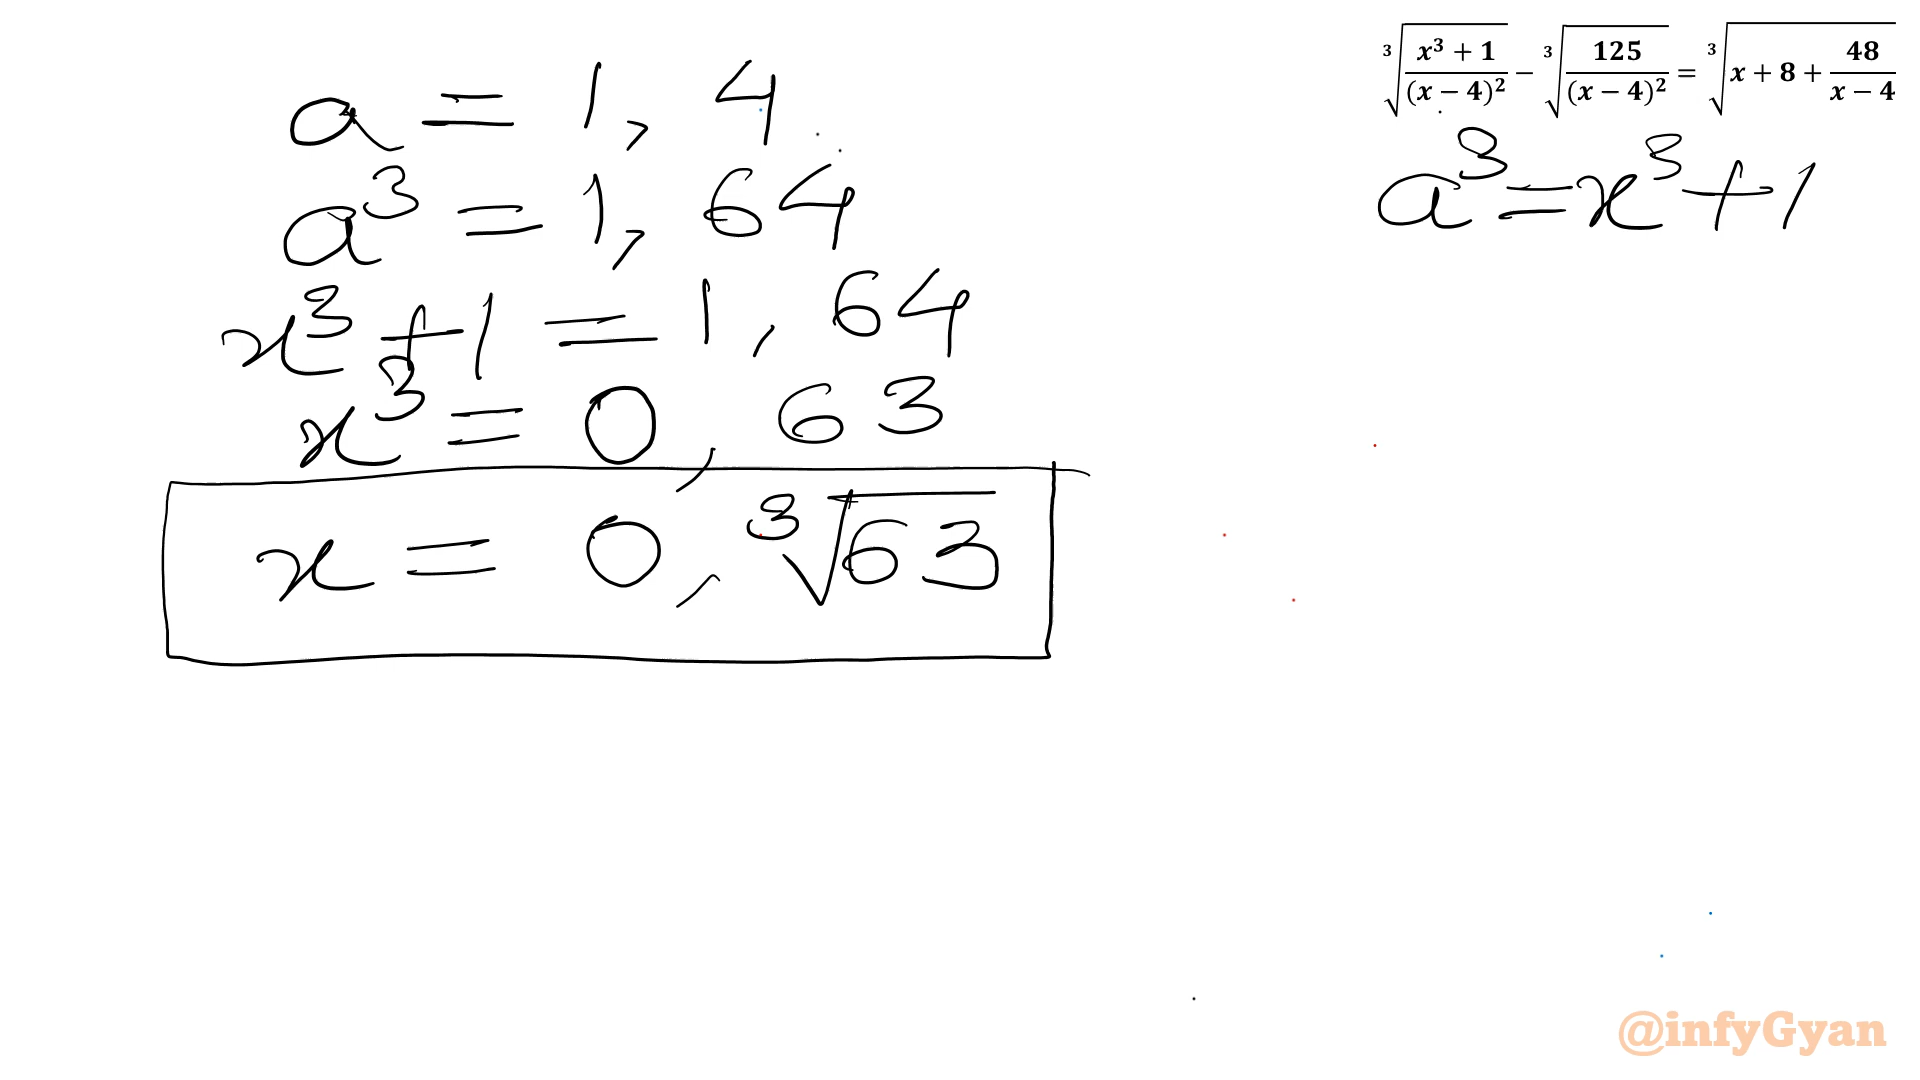 a = 1, 4
a³ = 1, 64
x³ + 1 = 1, 64
x³ = 0, 63
x = 0, ∛63
∛((x³ + 1)/(x − 4)²) − ∛(125/(x − 4)²) = ∛(x + 8 + 48/(x − 4))
a³ = x³ + 1
@infyGyan